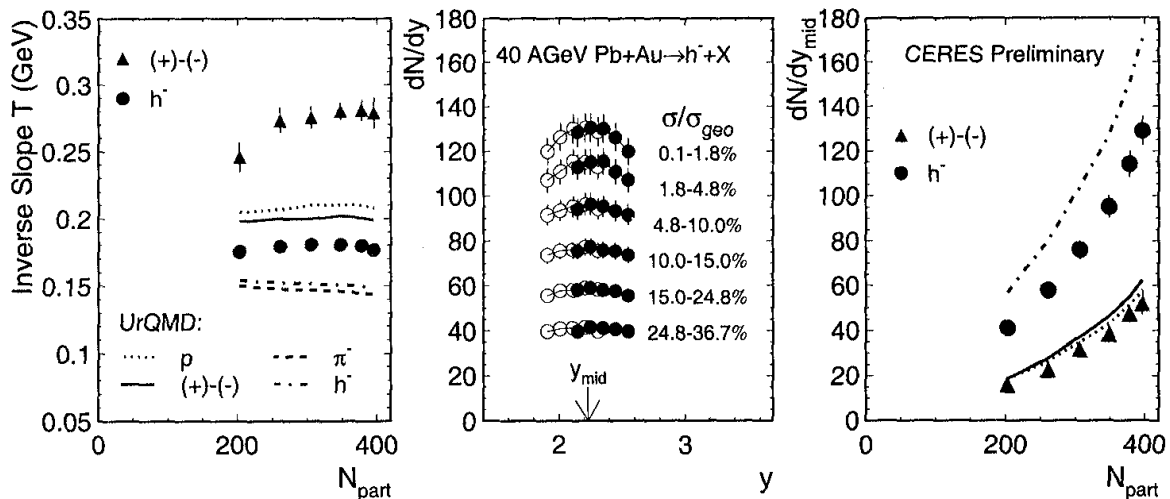 Inverse Slope T (GeV)
0.35
0.3
0.25
0.2
0.15
0.1
0.05
(+)-(-)
h⁻
UrQMD:
p
π⁻
(+)-(-)
h⁻
0
200
400
N_part
dN/dy
180
160
140
120
100
80
60
40
20
0
40 AGeV Pb+Au→h⁻+X
σ/σ_geo
0.1-1.8%
1.8-4.8%
4.8-10.0%
10.0-15.0%
15.0-24.8%
24.8-36.7%
y_mid
2
3
y
dN/dy_mid
180
160
140
120
100
80
60
40
20
0
CERES Preliminary
(+)-(-)
h⁻
0
200
400
N_part